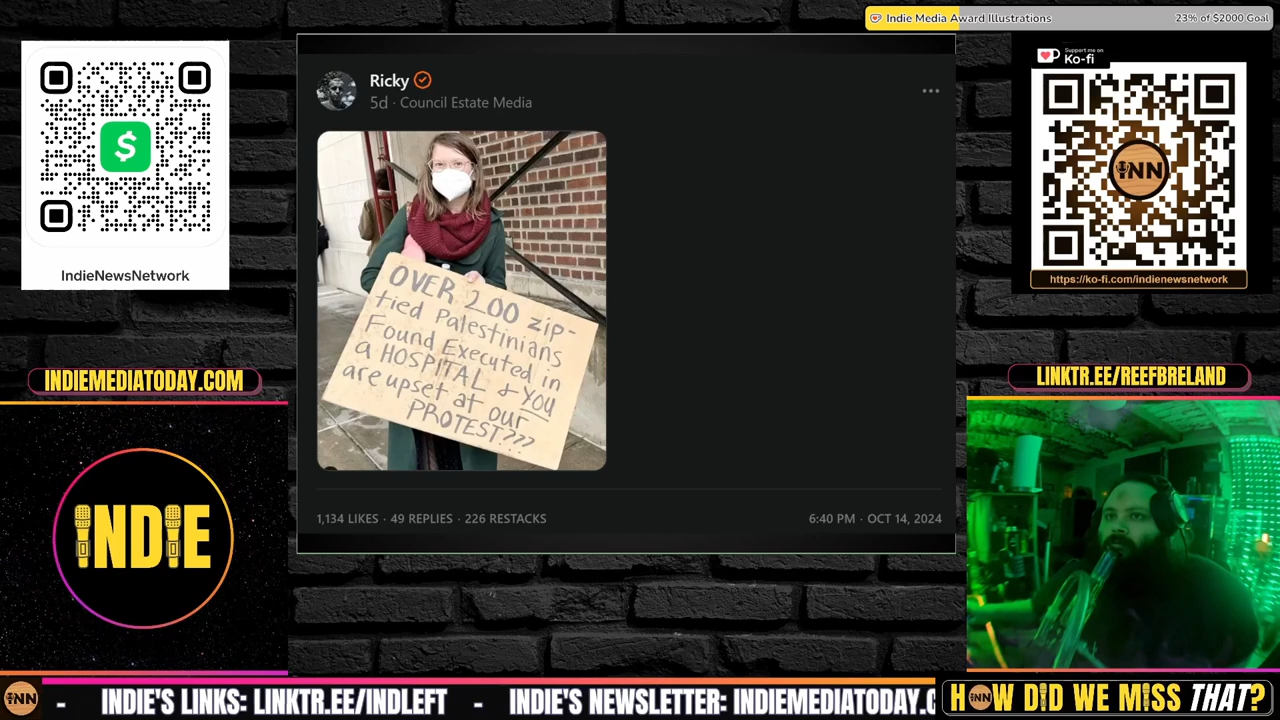 Indie Media Award Illustrations
23% of $2000 Goal
Ricky
5d · Council Estate Media
Support me on
Ko-fi
$
INN
IndieNewsNetwork
https://ko-fi.com/indienewsnetwork
OVER 200 zip-
tied Palestinians
Found Executed in
a HOSPITAL & YOU
are upset at our
PROTEST???
INDIEMEDIATODAY.COM
LINKTR.EE/REEFBRELAND
INDIE
1,134 LIKES · 49 REPLIES · 226 RESTACKS
6:40 PM · OCT 14, 2024
INN
- INDIE'S LINKS: LINKTR.EE/INDLEFT - INDIE'S NEWSLETTER: INDIEMEDIATODAY.C
HOW DID WE MISS THAT?
INN